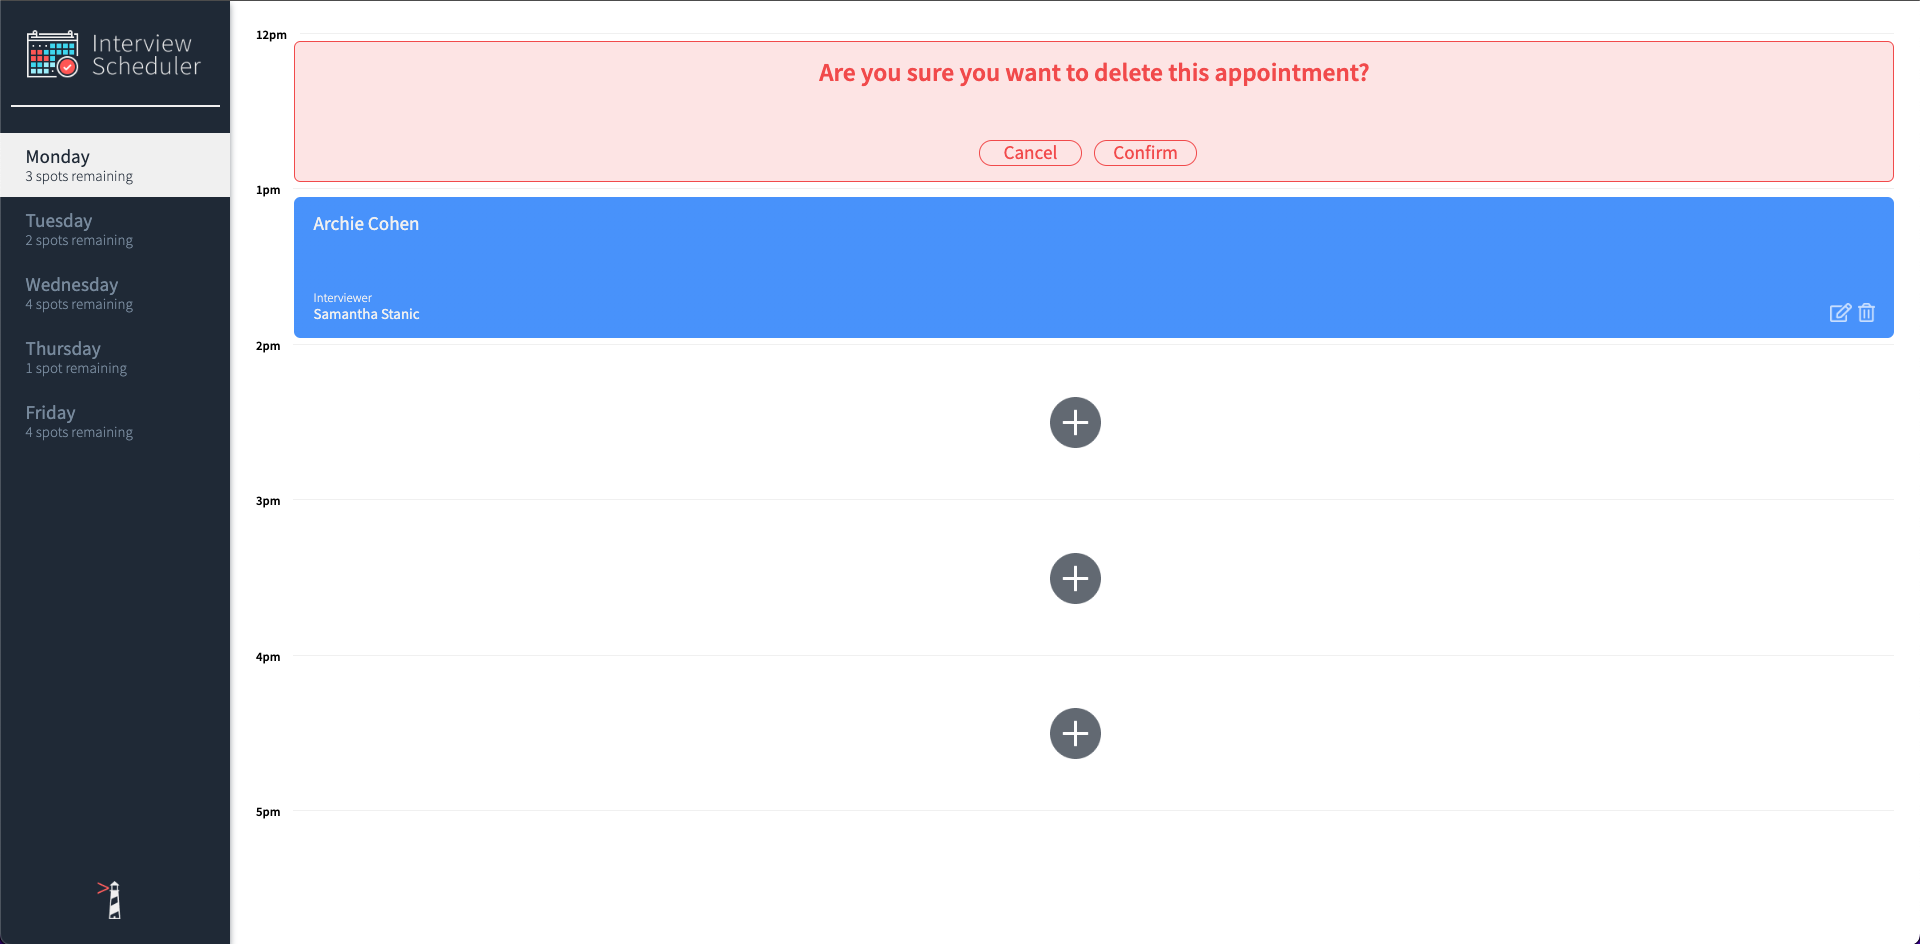 Interview
Scheduler
Monday
3 spots remaining
Tuesday
2 spots remaining
Wednesday
4 spots remaining
Thursday
1 spot remaining
Friday
4 spots remaining
12pm
Are you sure you want to delete this appointment?
Cancel Confirm
1pm
Archie Cohen
Interviewer
Samantha Stanic
2pm
3pm
4pm
5pm